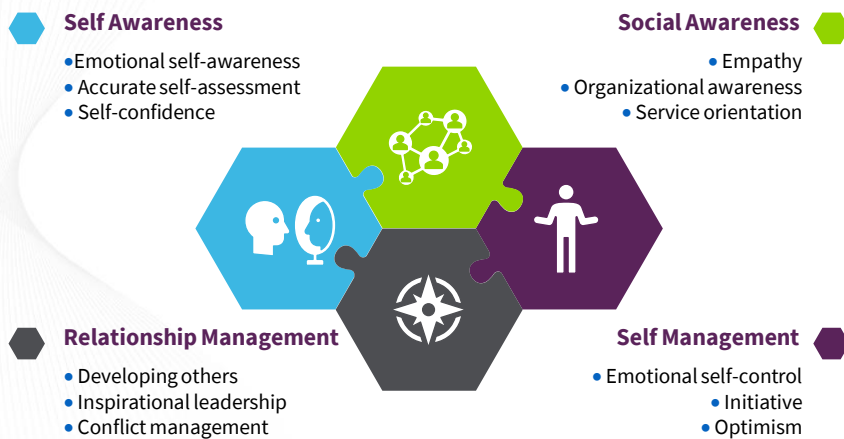 Self Awareness
•Emotional self-awareness
• Accurate self-assessment
• Self-confidence
Social Awareness
• Empathy
• Organizational awareness
• Service orientation
Relationship Management
• Developing others
• Inspirational leadership
• Conflict management
Self Management
• Emotional self-control
• Initiative
• Optimism